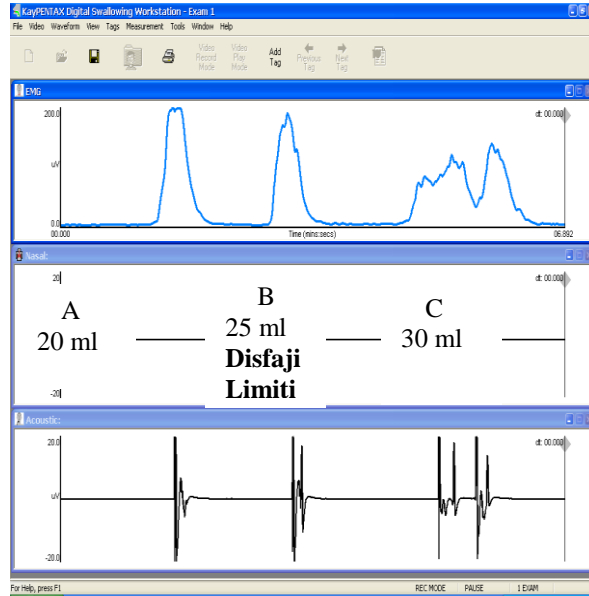 KayPENTAX Digital Swallowing Workstation - Exam 1
File Video Waveform View Tags Measurement Tools Window Help
Video Record Mode
Video Play Mode
Add Tag
Previous Tag
Next Tag
EMG
200.0
dt: 00.000
uV
0.0
00.000
Time (mins:secs)
06.892
Nasal:
20
dt: 00.000
A
20 ml
B
25 ml
Disfaji
Limiti
C
30 ml
-20
Acoustic:
20.0
dt: 00.000
uV
-20.0
For Help, press F1
REC MODE
PAUSE
1 EXAM